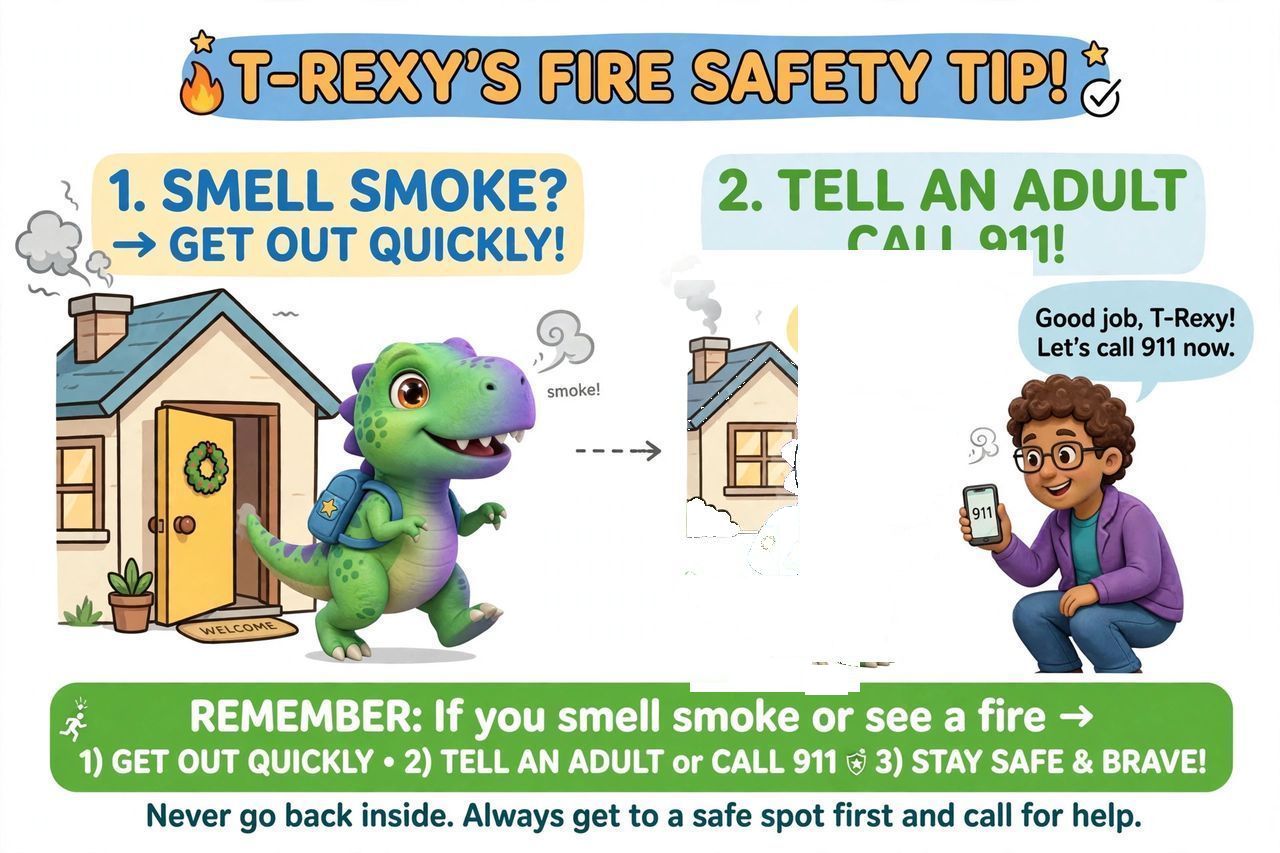 T-REXY'S FIRE SAFETY TIP!
1. SMELL SMOKE?
→ GET OUT QUICKLY!
2. TELL AN ADULT
CALL 911!
Good job, T-Rexy!
Let's call 911 now.
smoke!
911
911
WELCOME
REMEMBER: If you smell smoke or see a fire →
1) GET OUT QUICKLY • 2) TELL AN ADULT or CALL 911 3) STAY SAFE & BRAVE!
Never go back inside. Always get to a safe spot first and call for help.